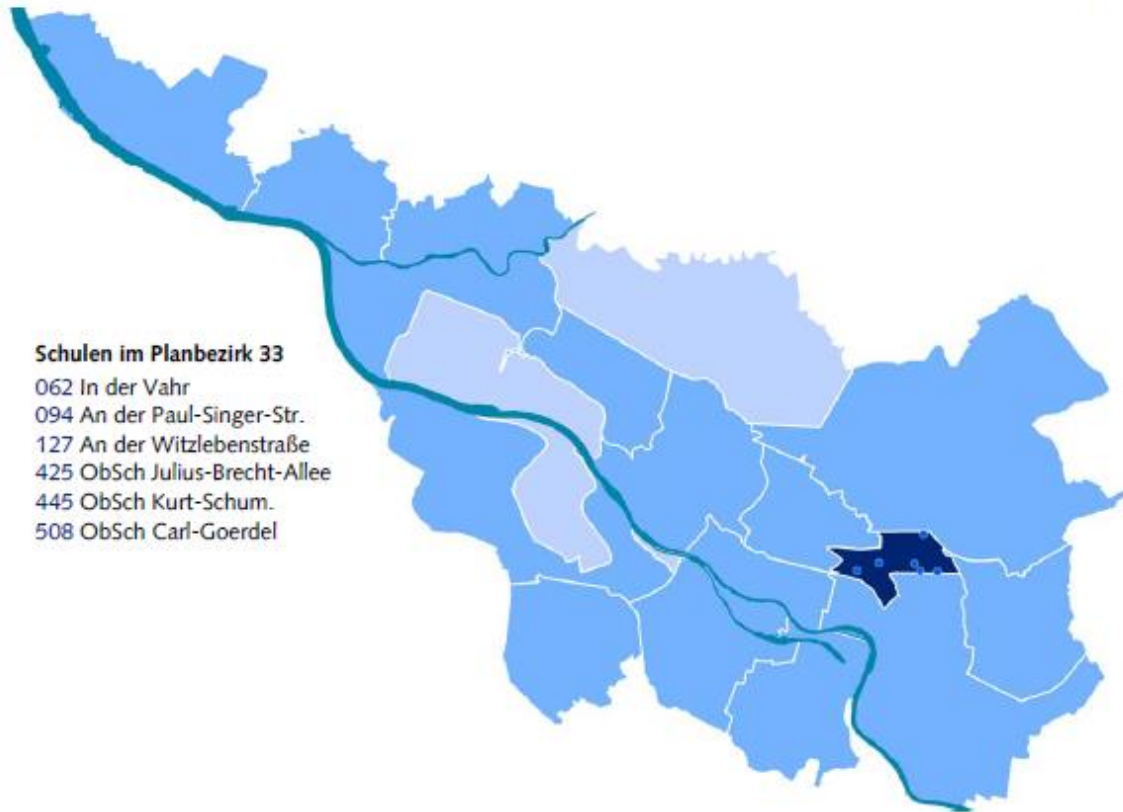 Schulen im Planbezirk 33
062 In der Vahr
094 An der Paul-Singer-Str.
127 An der Witzlebenstraße
425 ObSch Julius-Brecht-Allee
445 ObSch Kurt-Schum.
508 ObSch Carl-Goerdel